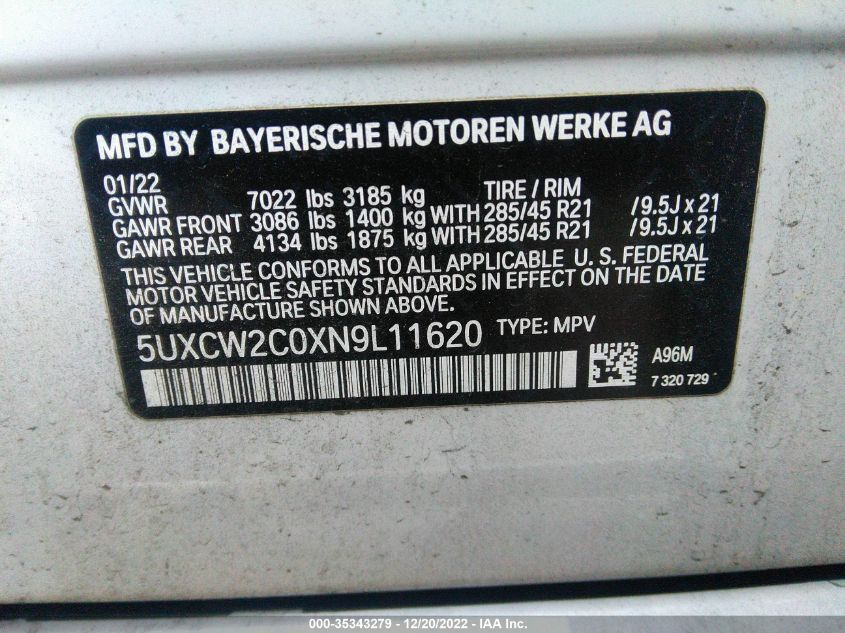 MFD BY BAYERISCHE MOTOREN WERKE AG
01/22
GVWR 7022 lbs 3185 kg TIRE / RIM
GAWR FRONT 3086 lbs 1400 kg WITH 285/45 R21 /9.5J x 21
GAWR REAR 4134 lbs 1875 kg WITH 285/45 R21 /9.5J x 21
THIS VEHICLE CONFORMS TO ALL APPLICABLE U. S. FEDERAL
MOTOR VEHICLE SAFETY STANDARDS IN EFFECT ON THE DATE
OF MANUFACTURE SHOWN ABOVE.
5UXCW2C0XN9L11620 TYPE: MPV
A96M
7 320 729
000-35343279 - 12/20/2022 - IAA Inc.